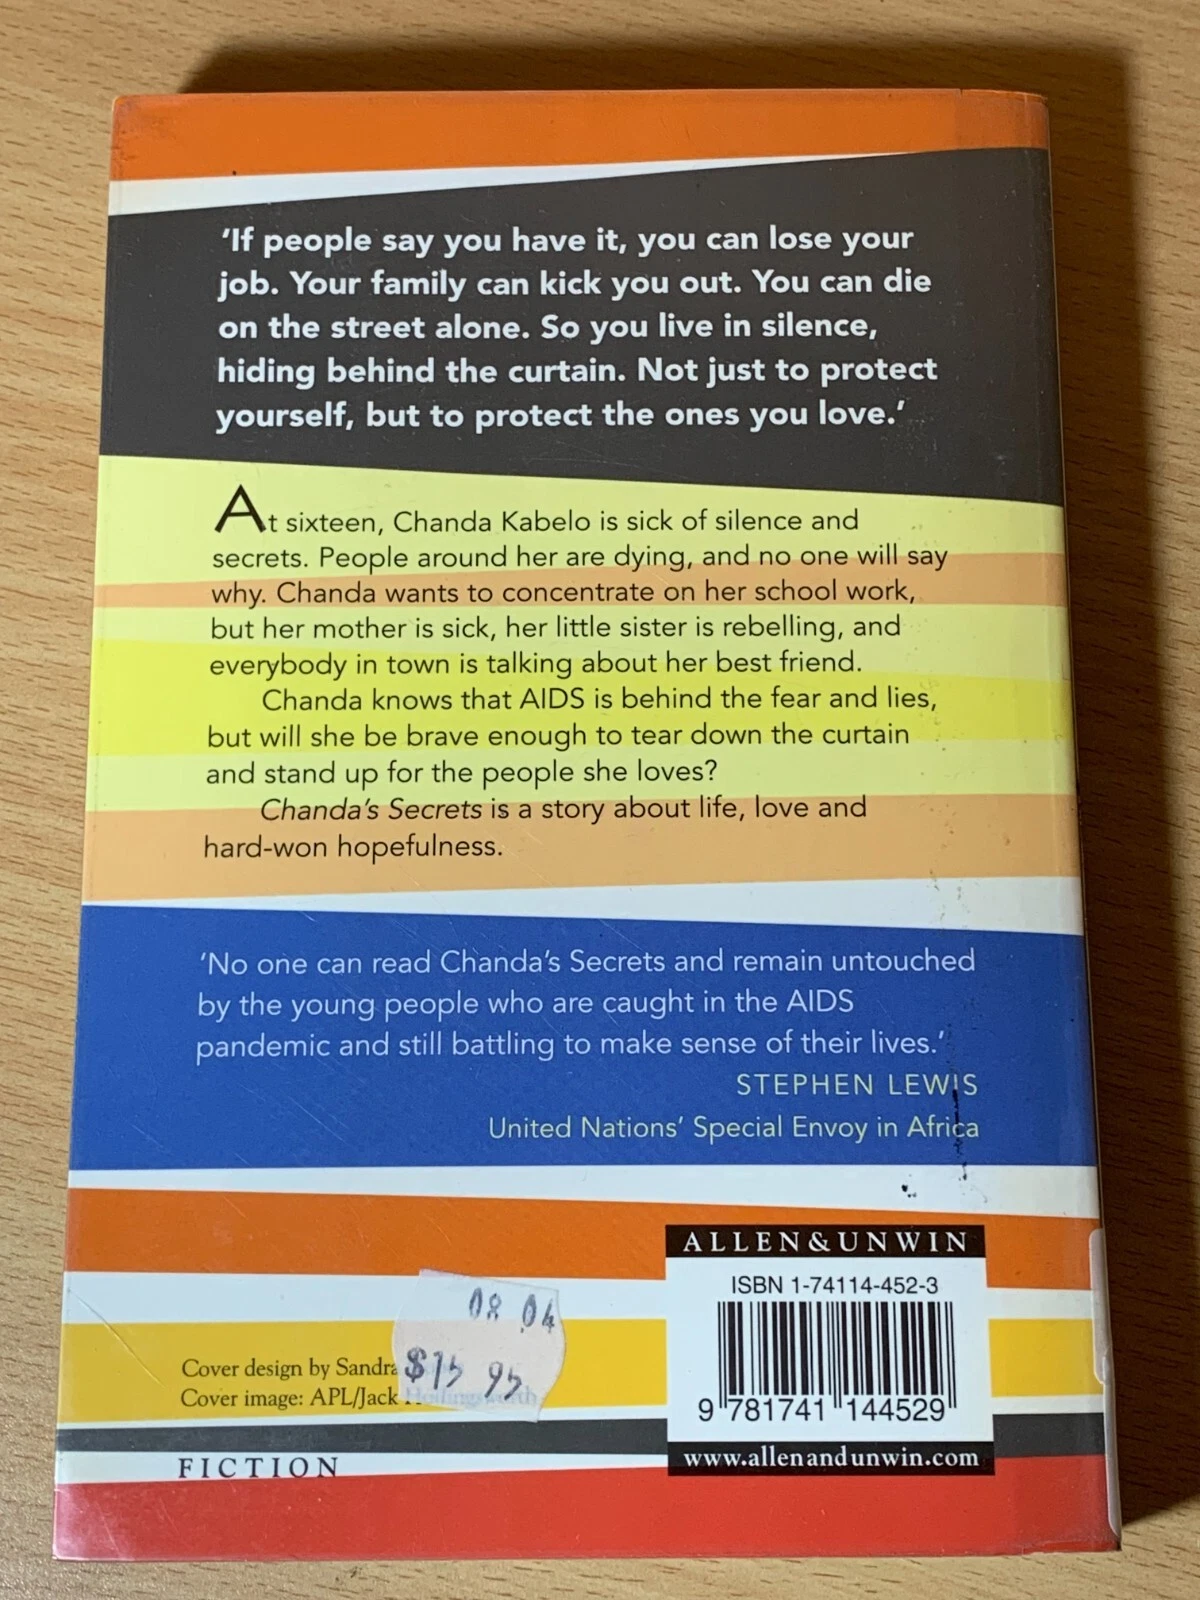 ‘If people say you have it, you can lose your
job. Your family can kick you out. You can die
on the street alone. So you live in silence,
hiding behind the curtain. Not just to protect
yourself, but to protect the ones you love.’
At sixteen, Chanda Kabelo is sick of silence and
secrets. People around her are dying, and no one will say
why. Chanda wants to concentrate on her school work,
but her mother is sick, her little sister is rebelling, and
everybody in town is talking about her best friend.
Chanda knows that AIDS is behind the fear and lies,
but will she be brave enough to tear down the curtain
and stand up for the people she loves?
Chanda’s Secrets is a story about life, love and
hard-won hopefulness.
‘No one can read Chanda’s Secrets and remain untouched
by the young people who are caught in the AIDS
pandemic and still battling to make sense of their lives.’
STEPHEN LEWIS
United Nations’ Special Envoy in Africa
ALLEN&UNWIN
ISBN 1-74114-452-3
9 781741 144529
www.allenandunwin.com
08 04
$15 95
Cover design by Sandra
Cover image: APL/Jack Hollingsworth
FICTION